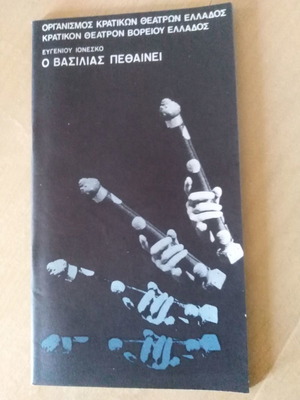 ΟΡΓΑΝΙΣΜΟΣ ΚΡΑΤΙΚΩΝ ΘΕΑΤΡΩΝ ΕΛΛΑΔΟΣ
ΚΡΑΤΙΚΟΝ ΘΕΑΤΡΟΝ ΒΟΡΕΙΟΥ ΕΛΛΑΔΟΣ
ΕΥΓΕΝΙΟΥ ΙΟΝΕΣΚΟ
Ο ΒΑΣΙΛΙΑΣ ΠΕΘΑΙΝΕΙ